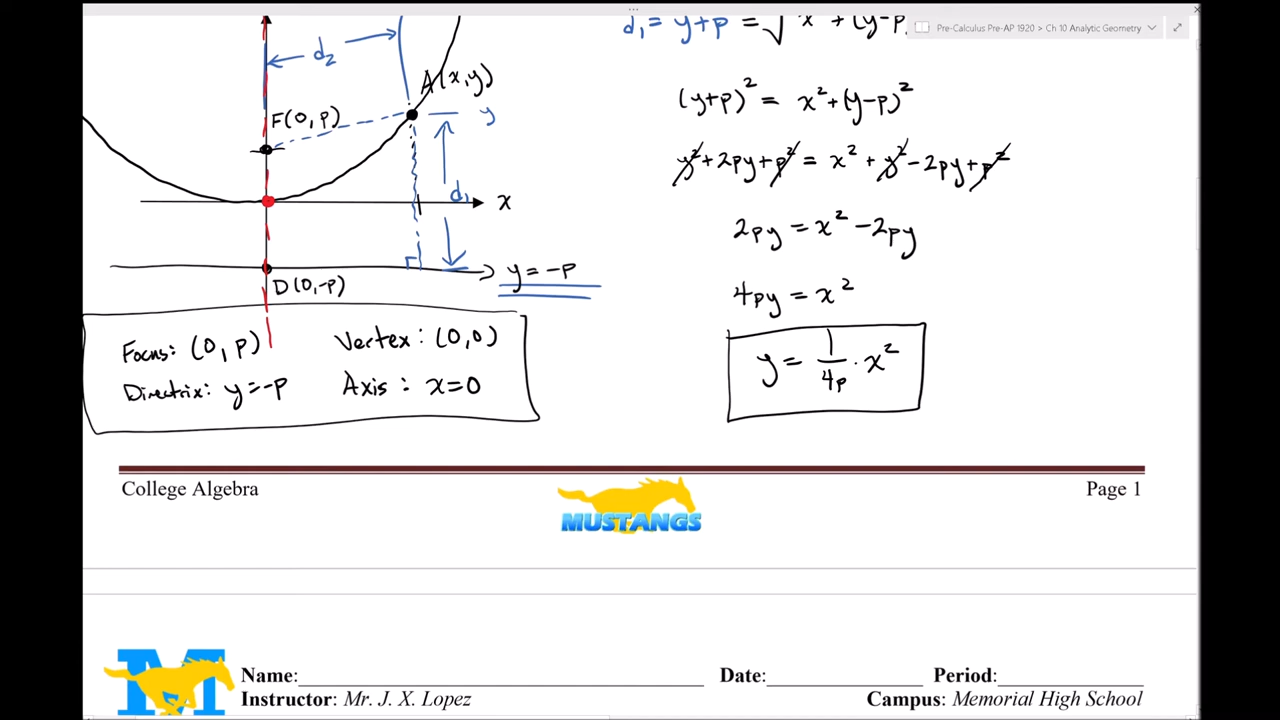 d₁ = y+p = √x² + (y-p
Pre-Calculus Pre-AP 1920 > Ch 10 Analytic Geometry
d₂
A(x,y)
F(0,p)
y
d₁
x
y = -p
D(0,-p)
(y+p)² = x²+(y-p)²
y²+2py+p² = x²+y²-2py+p²
2py = x² -2py
4py = x²
y = 1/4p · x²
Focus: (0,p) Vertex: (0,0)
Directrix: y=-p Axis: x=0
College Algebra Page 1
MUSTANGS
M
Name: Date: Period:
Instructor: Mr. J. X. Lopez Campus: Memorial High School